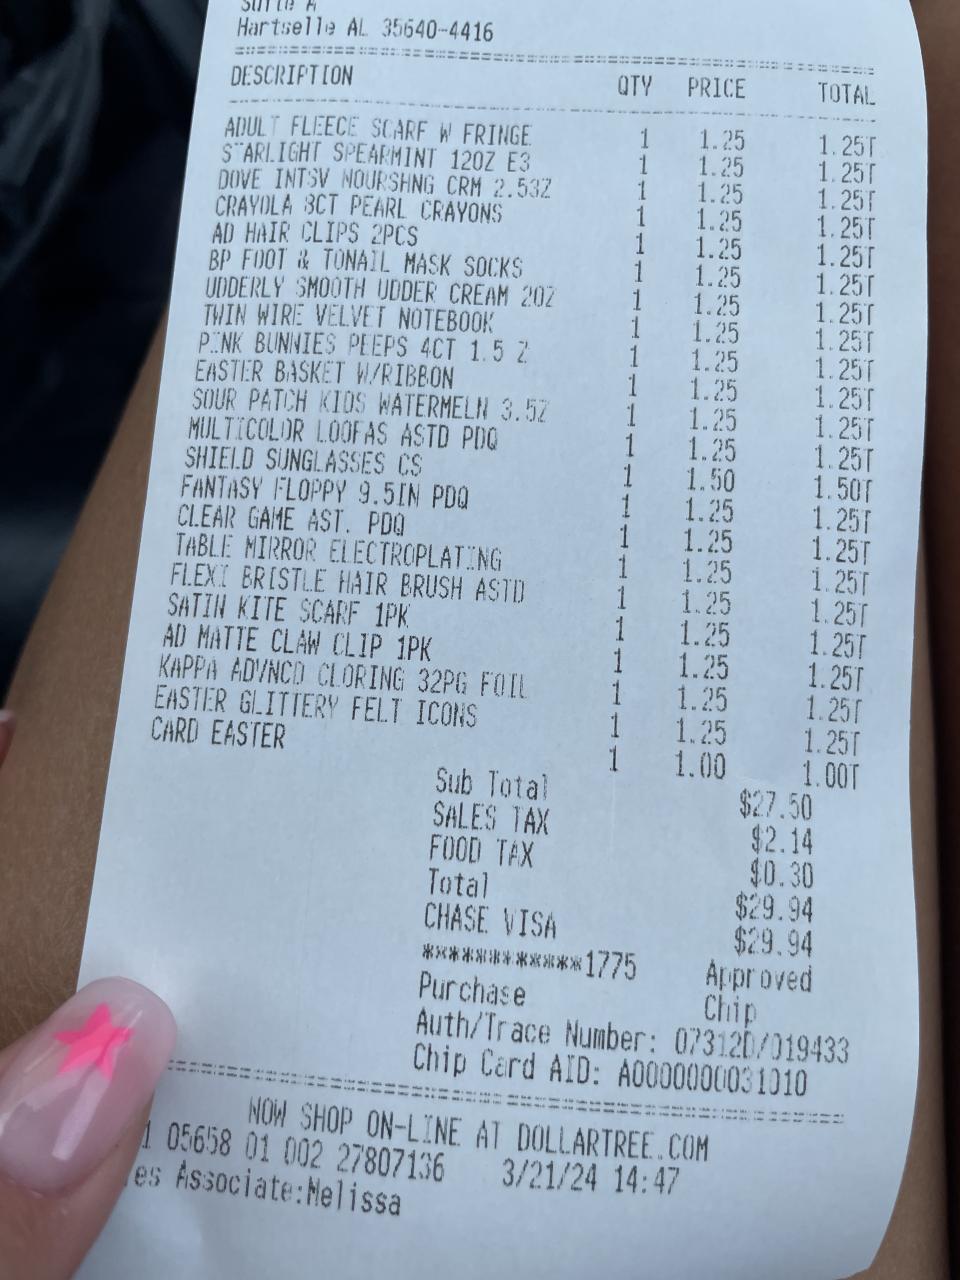 Suite A
Hartselle AL 35640-4416
DESCRIPTION QTY PRICE TOTAL
ADULT FLEECE SCARF W FRINGE 1 1.25 1.25T
STARLIGHT SPEARMINT 12OZ E3 1 1.25 1.25T
DOVE INTSV NOURSHNG CRM 2.53Z 1 1.25 1.25T
CRAYOLA 8CT PEARL CRAYONS 1 1.25 1.25T
AD HAIR CLIPS 2PCS 1 1.25 1.25T
BP FOOT & TONAIL MASK SOCKS 1 1.25 1.25T
UDDERLY SMOOTH UDDER CREAM 2OZ 1 1.25 1.25T
TWIN WIRE VELVET NOTEBOOK 1 1.25 1.25T
PINK BUNNIES PEEPS 4CT 1.5 Z 1 1.25 1.25T
EASTER BASKET W/RIBBON 1 1.25 1.25T
SOUR PATCH KIDS WATERMELN 3.5Z 1 1.25 1.25T
MULTICOLOR LOOFAS ASTD PDQ 1 1.25 1.25T
SHIELD SUNGLASSES CS 1 1.50 1.50T
FANTASY FLOPPY 9.5IN PDQ 1 1.25 1.25T
CLEAR GAME AST. PDQ 1 1.25 1.25T
TABLE MIRROR ELECTROPLATING 1 1.25 1.25T
FLEXI BRISTLE HAIR BRUSH ASTD 1 1.25 1.25T
SATIN KITE SCARF 1PK 1 1.25 1.25T
AD MATTE CLAW CLIP 1PK 1 1.25 1.25T
KAPPA ADVNCD CLORING 32PG FOIL 1 1.25 1.25T
EASTER GLITTERY FELT ICONS 1 1.25 1.25T
CARD EASTER 1 1.00 1.00T
Sub Total $27.50
SALES TAX $2.14
FOOD TAX $0.30
Total $29.94
CHASE VISA $29.94
************1775 Approved
Purchase Chip
Auth/Trace Number: 07312D/019433
Chip Card AID: A0000000031010
NOW SHOP ON-LINE AT DOLLARTREE.COM
1 05658 01 002 27807136 3/21/24 14:47
es Associate:Melissa